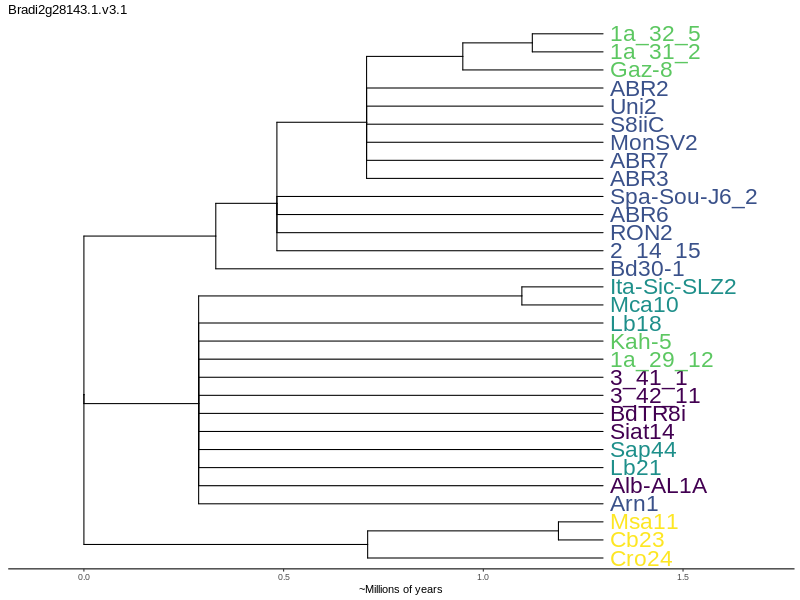 Bradi2g28143.1.v3.1
1a_32_5
1a_31_2
Gaz-8
ABR2
Uni2
S8iiC
MonSV2
ABR7
ABR3
Spa-Sou-J6_2
ABR6
RON2
2_14_15
Bd30-1
Ita-Sic-SLZ2
Mca10
Lb18
Kah-5
1a_29_12
3_41_1
3_42_11
BdTR8i
Siat14
Sap44
Lb21
Alb-AL1A
Arn1
Msa11
Cb23
Cro24
0.0 0.5 1.0 1.5
~Millions of years